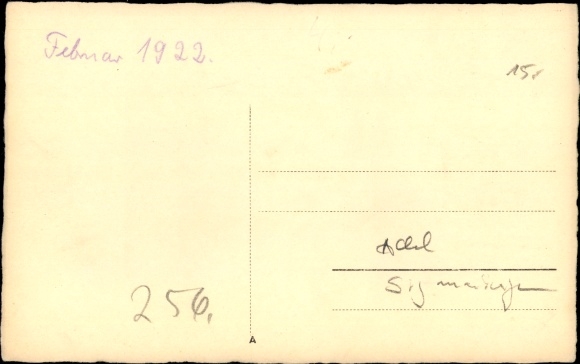 Februar 1922.
15,
Adel
Sigmaringen
256.
A